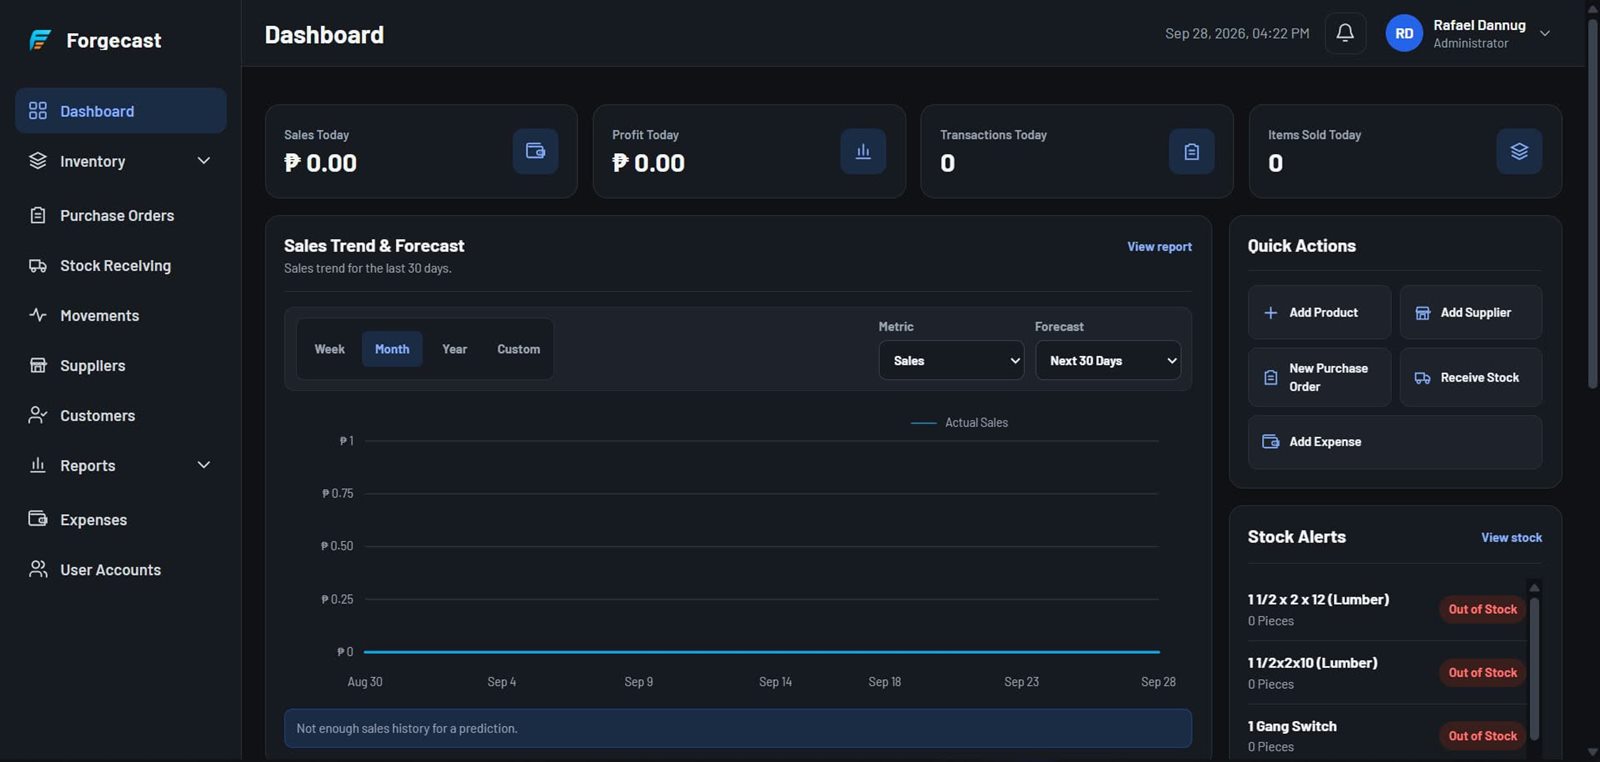 Forgecast
Dashboard
Inventory
Purchase Orders
Stock Receiving
Movements
Suppliers
Customers
Reports
Expenses
User Accounts
Dashboard
Sep 28, 2026, 04:22 PM
RD
Rafael Dannug
Administrator
Sales Today
₱ 0.00
Profit Today
₱ 0.00
Transactions Today
0
Items Sold Today
0
Sales Trend & Forecast
View report
Sales trend for the last 30 days.
Week
Month
Year
Custom
Metric
Sales
Forecast
Next 30 Days
Actual Sales
₱ 1
₱ 0.75
₱ 0.50
₱ 0.25
₱ 0
Aug 30
Sep 4
Sep 9
Sep 14
Sep 18
Sep 23
Sep 28
Not enough sales history for a prediction.
Quick Actions
Add Product
Add Supplier
New Purchase
Order
Receive Stock
Add Expense
Stock Alerts
View stock
1 1/2 x 2 x 12 (Lumber)
0 Pieces
Out of Stock
1 1/2x2x10 (Lumber)
0 Pieces
Out of Stock
1 Gang Switch
0 Pieces
Out of Stock